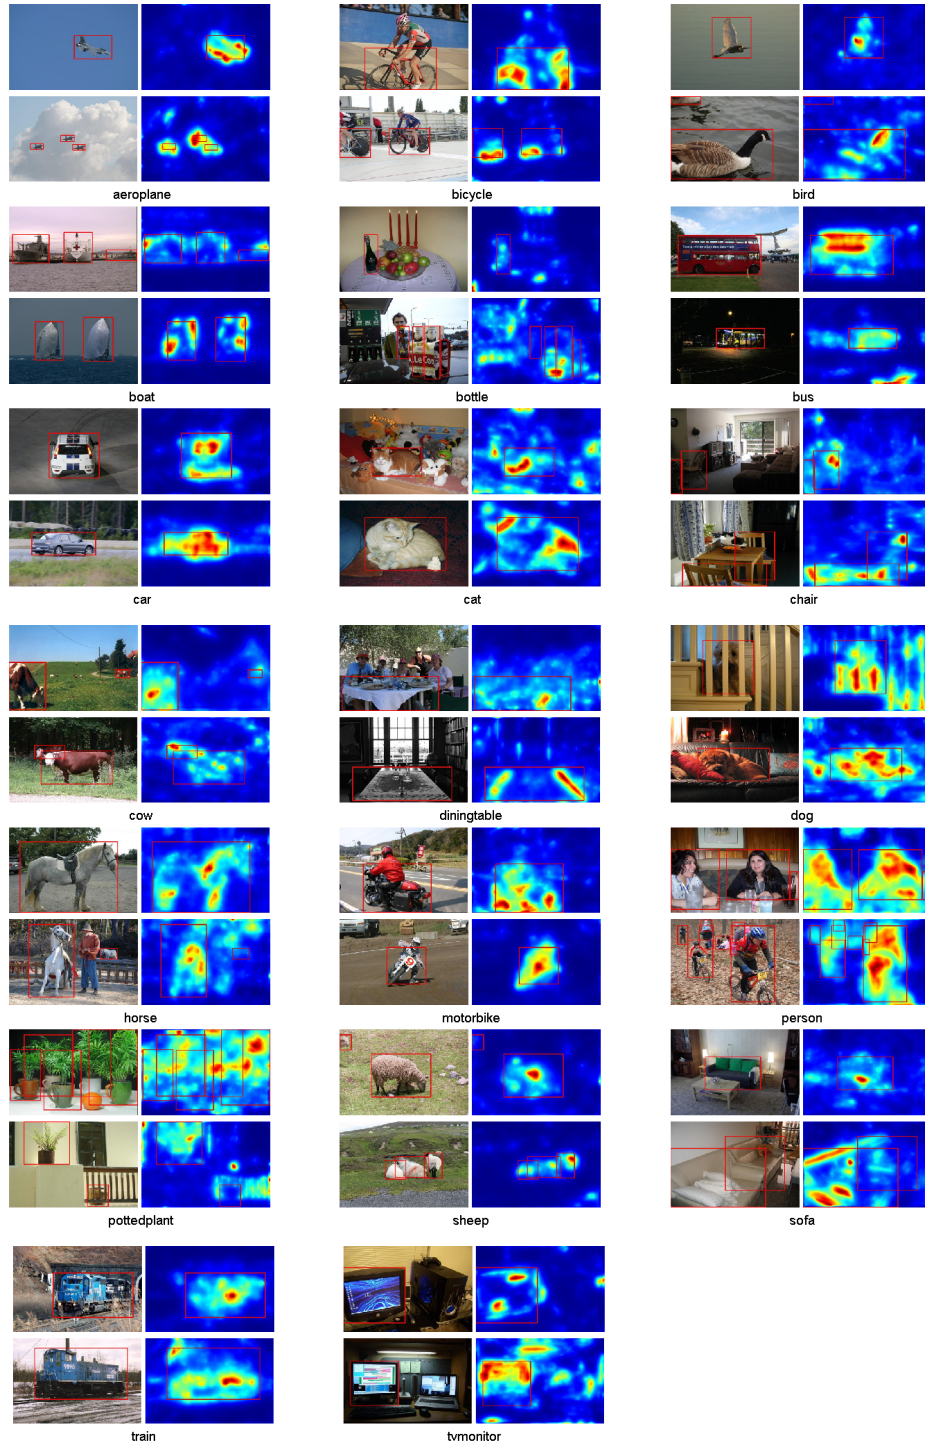 aeroplane
bicycle
bird
boat
bottle
bus
car
cat
chair
cow
diningtable
dog
horse
motorbike
person
pottedplant
sheep
sofa
train
tvmonitor